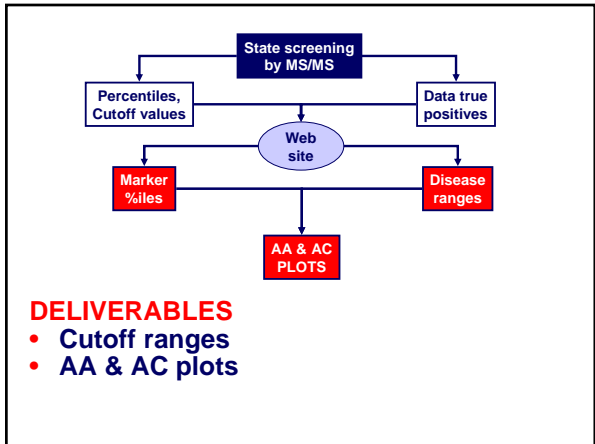 State screening
by MS/MS
Percentiles,
Cutoff values
Data true
positives
Web
site
Marker
%iles
Disease
ranges
AA & AC
PLOTS
DELIVERABLES
• Cutoff ranges
• AA & AC plots